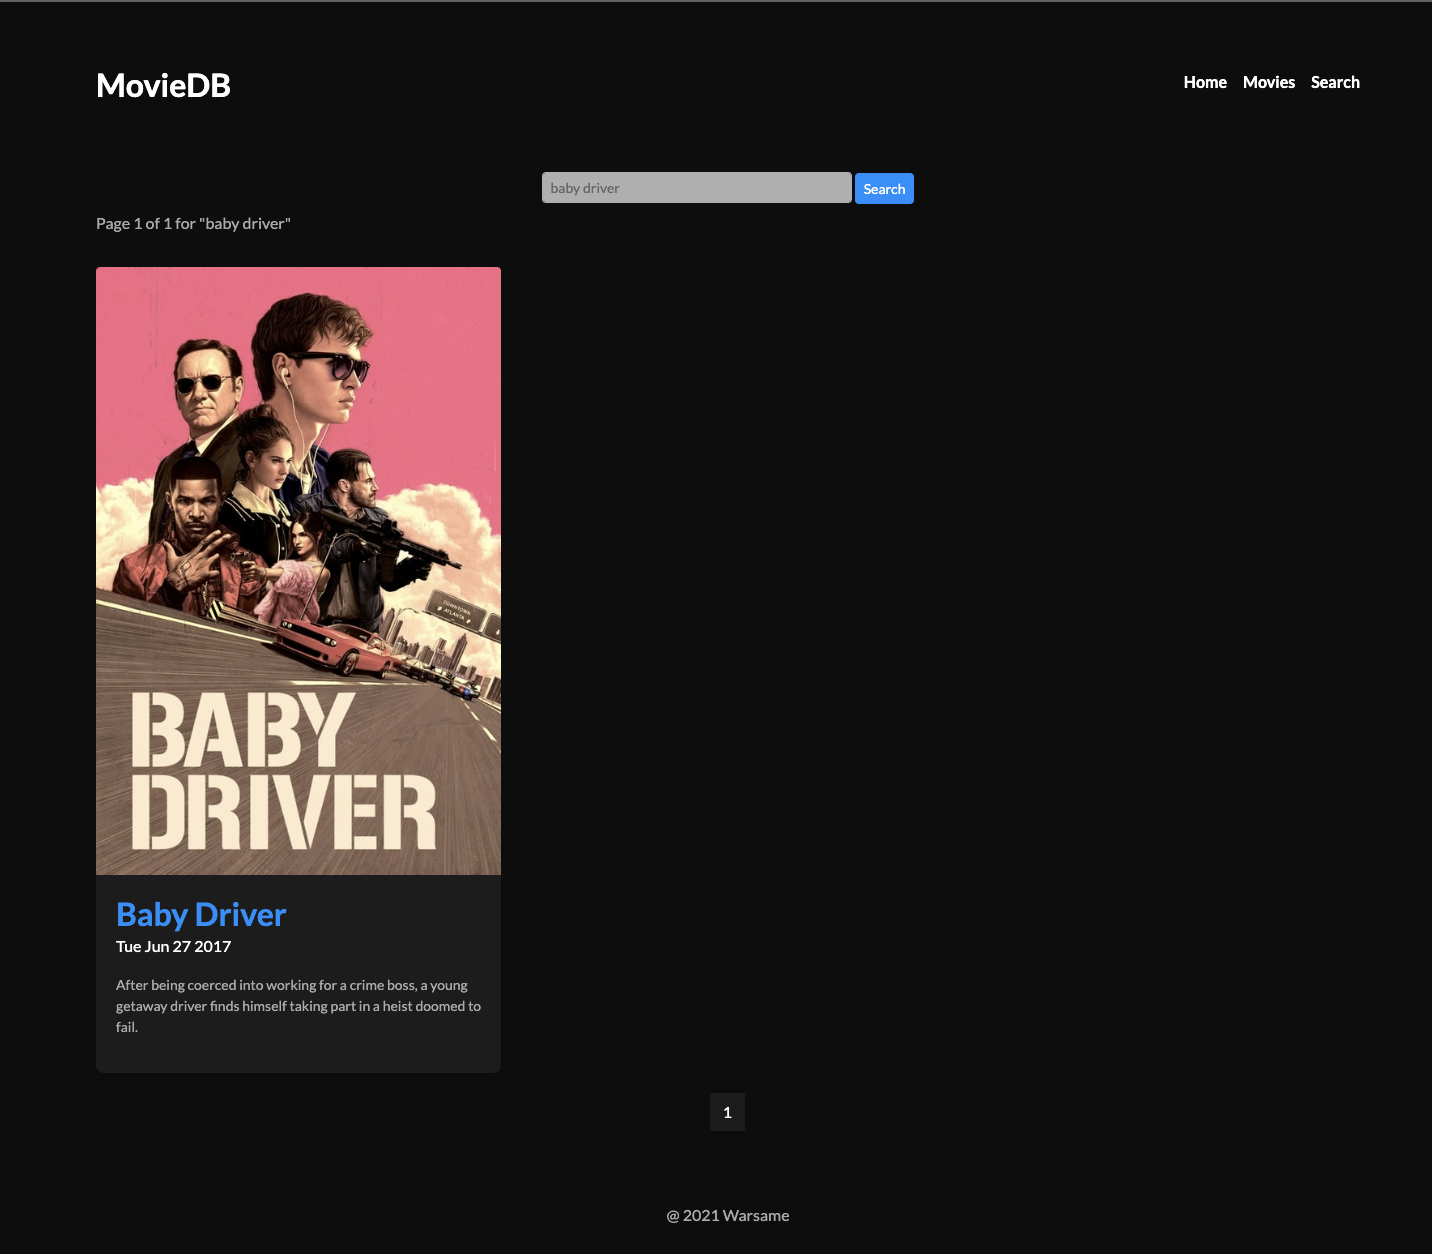 MovieDB
Home Movies Search
baby driver
Search
Page 1 of 1 for "baby driver"
DOWNTOWN
ATLANTA
BABY
DRIVER
Baby Driver
Tue Jun 27 2017
After being coerced into working for a crime boss, a young
getaway driver finds himself taking part in a heist doomed to
fail.
1
@ 2021 Warsame